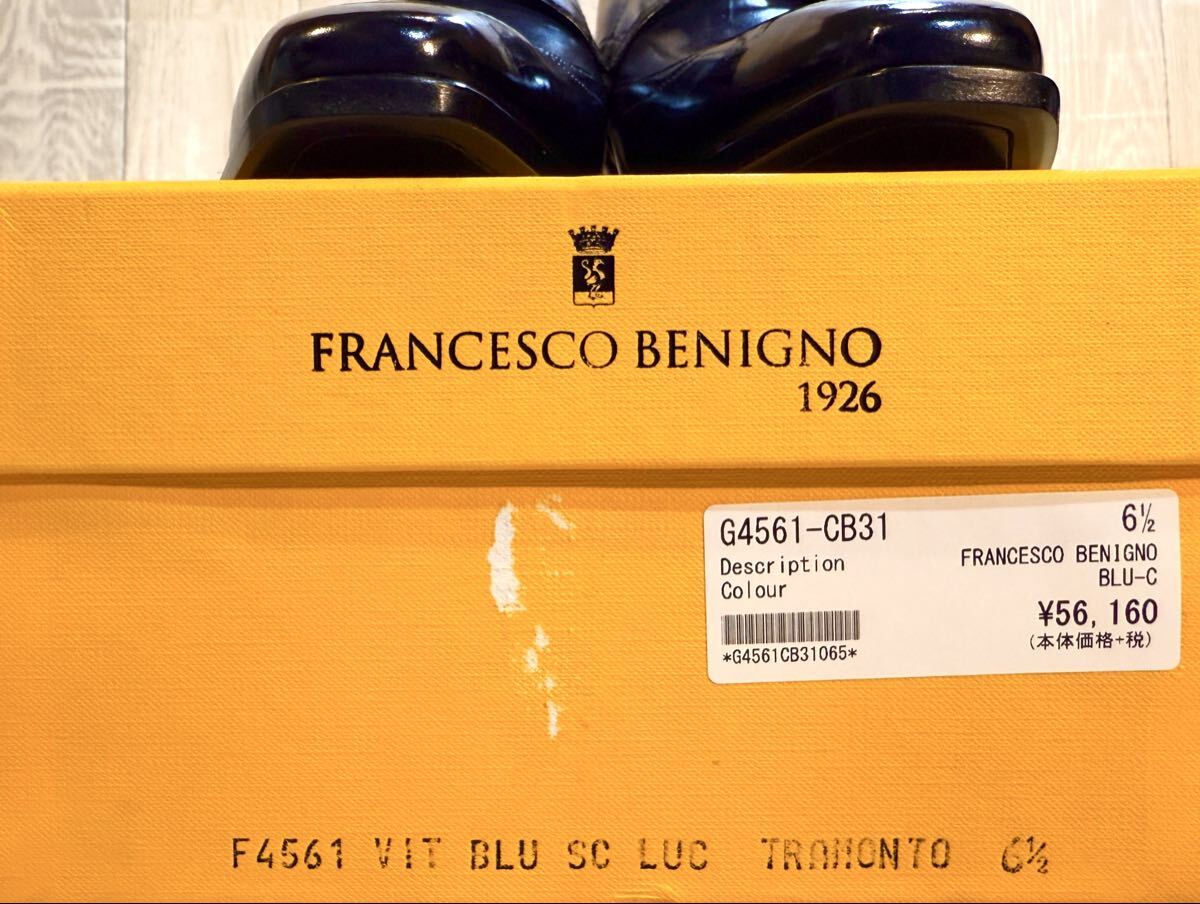 FRANCESCO BENIGNO
1926
G4561-CB31 6½
Description FRANCESCO BENIGNO
Colour BLU-C
¥56,160
(本体価格+税)
*G4561CB31065*
F4561 VIT BLU SC LUC TRAMONTO 6½